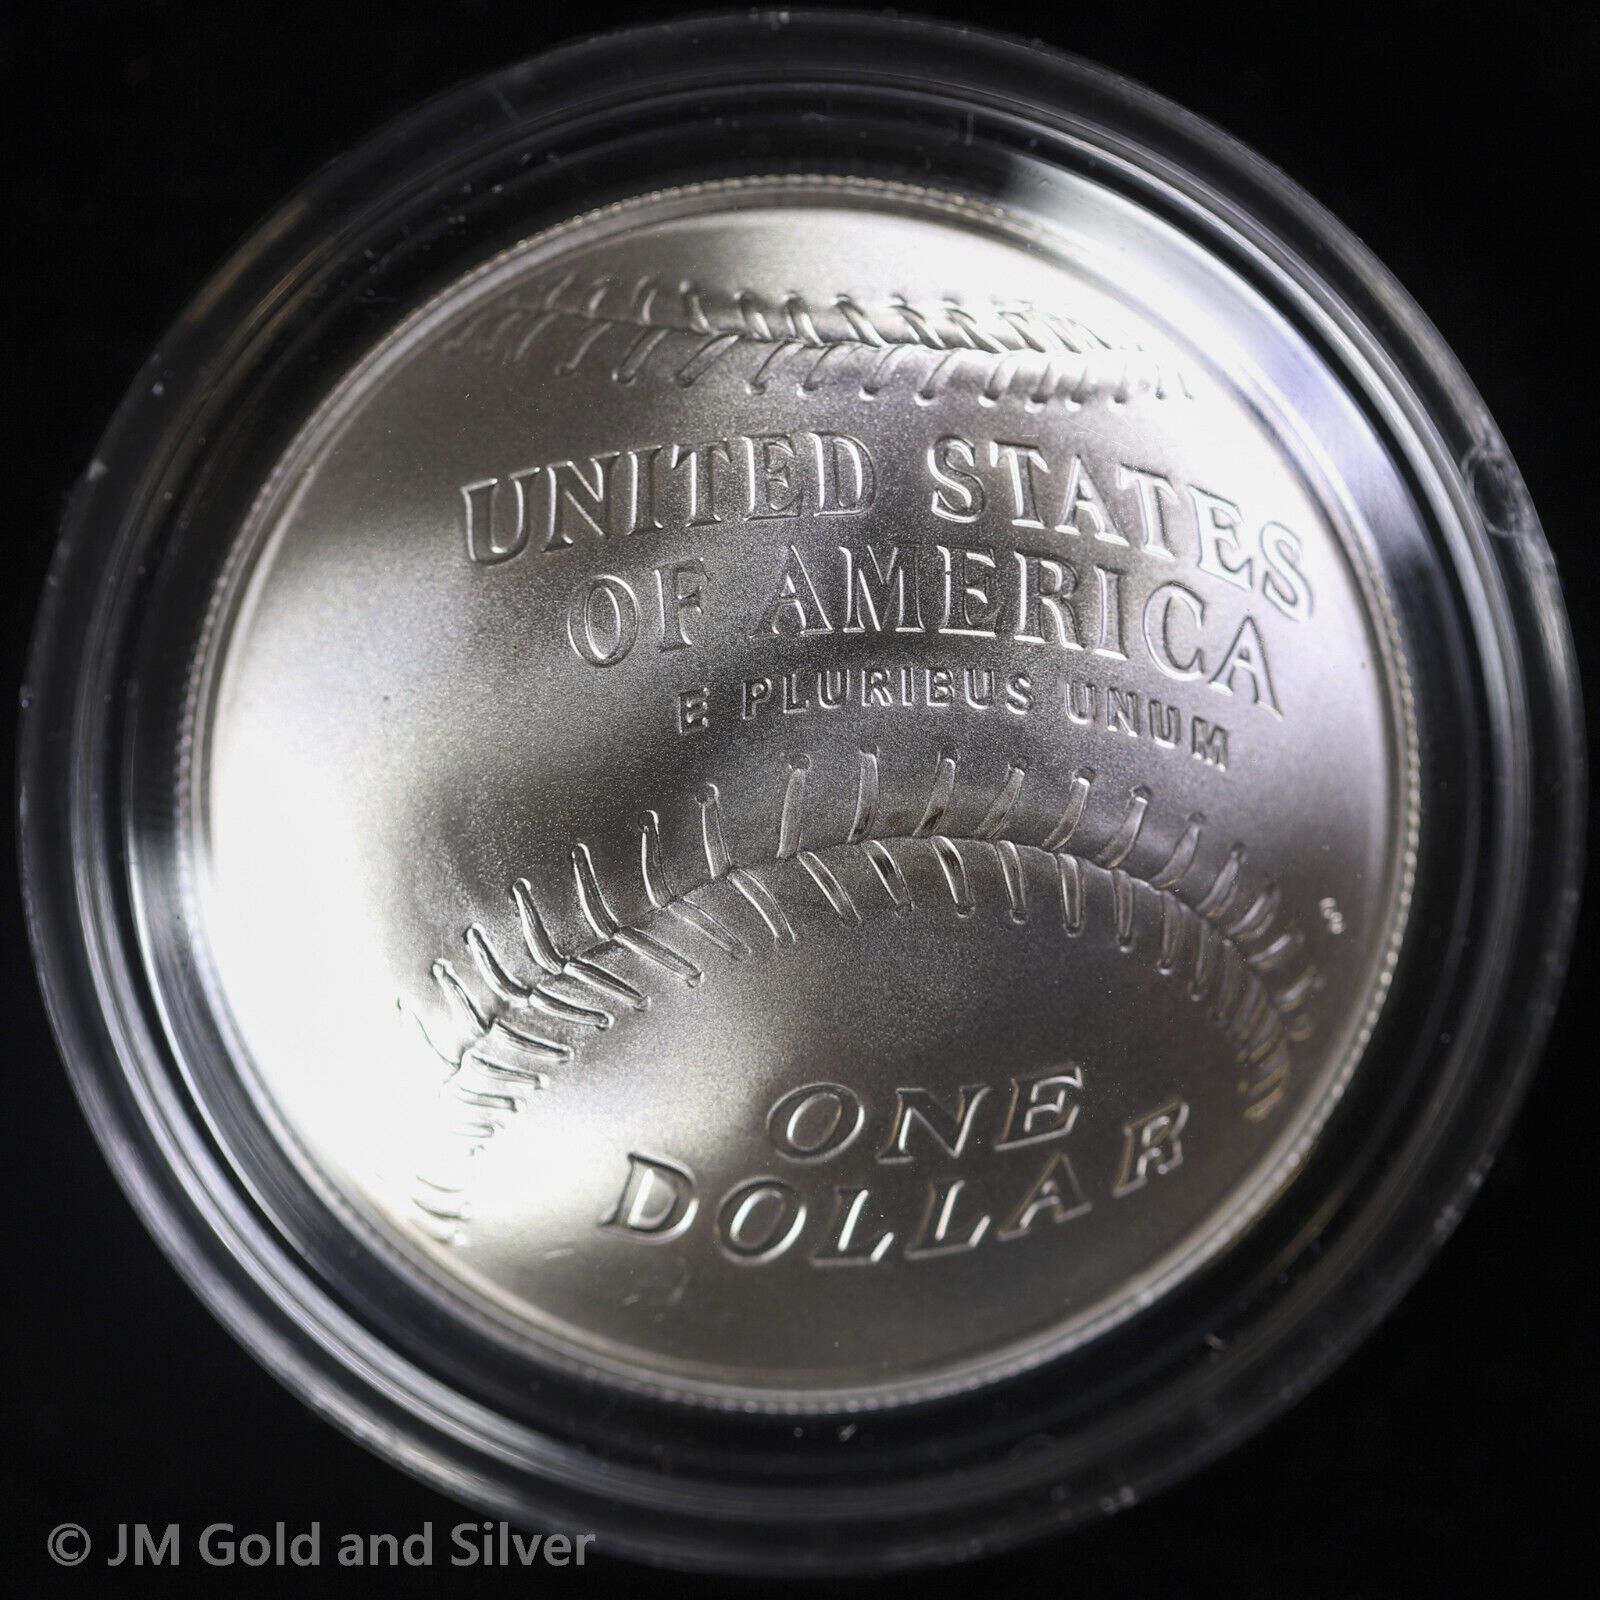 UNITED STATES
OF AMERICA
E PLURIBUS UNUM
ONE
DOLLAR
© JM Gold and Silver